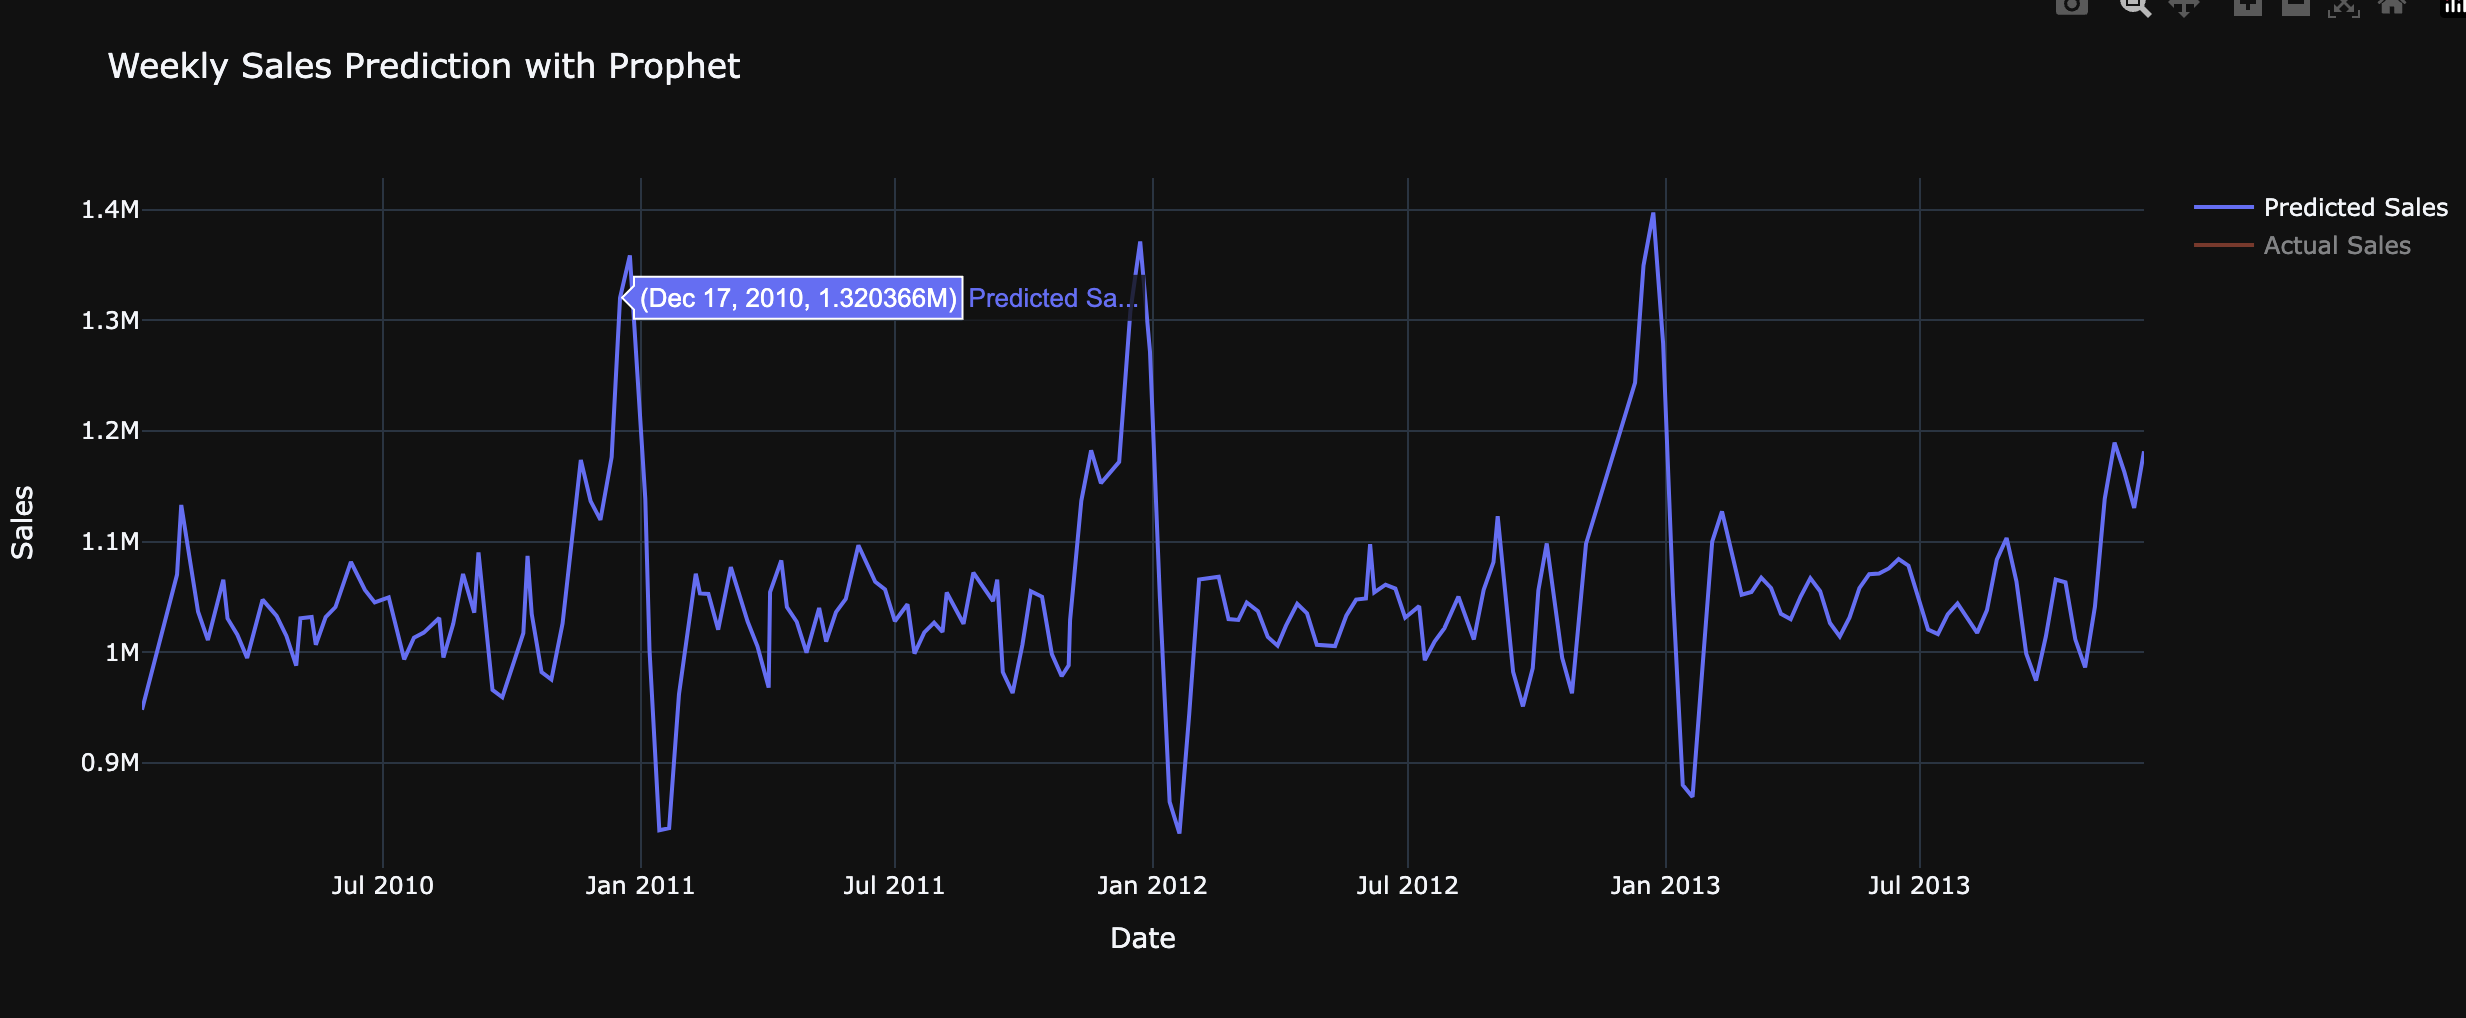 Weekly Sales Prediction with Prophet
1.4M
1.3M
1.2M
1.1M
1M
0.9M
Sales
(Dec 17, 2010, 1.320366M) Predicted Sa...
Predicted Sales
Actual Sales
Jul 2010
Jan 2011
Jul 2011
Jan 2012
Jul 2012
Jan 2013
Jul 2013
Date